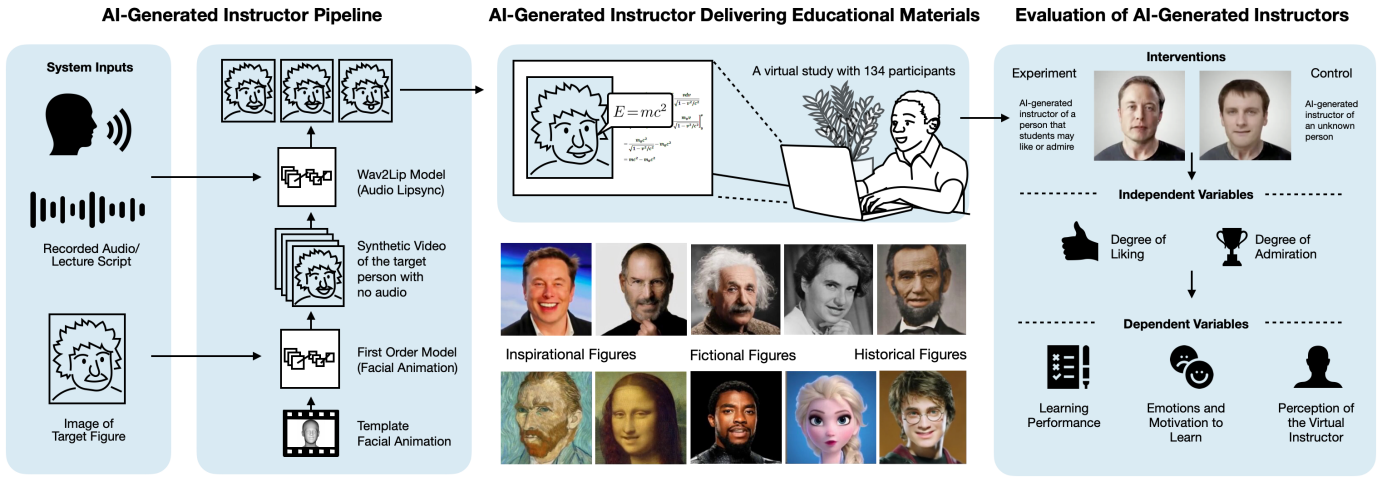 AI-Generated Instructor Pipeline
System Inputs
Recorded Audio/
Lecture Script
Image of
Target Figure
Wav2Lip Model
(Audio Lipsync)
Synthetic Video
of the target
person with
no audio
First Order Model
(Facial Animation)
Template
Facial Animation
AI-Generated Instructor Delivering Educational Materials
E=mc²
A virtual study with 134 participants
Inspirational Figures
Fictional Figures
Historical Figures
Evaluation of AI-Generated Instructors
Interventions
Experiment
AI-generated
instructor of a
person that
students may
like or admire
Control
AI-generated
instructor of
an unknown
person
Independent Variables
Degree of
Liking
Degree of
Admiration
Dependent Variables
Learning
Performance
Emotions and
Motivation to
Learn
Perception of
the Virtual
Instructor